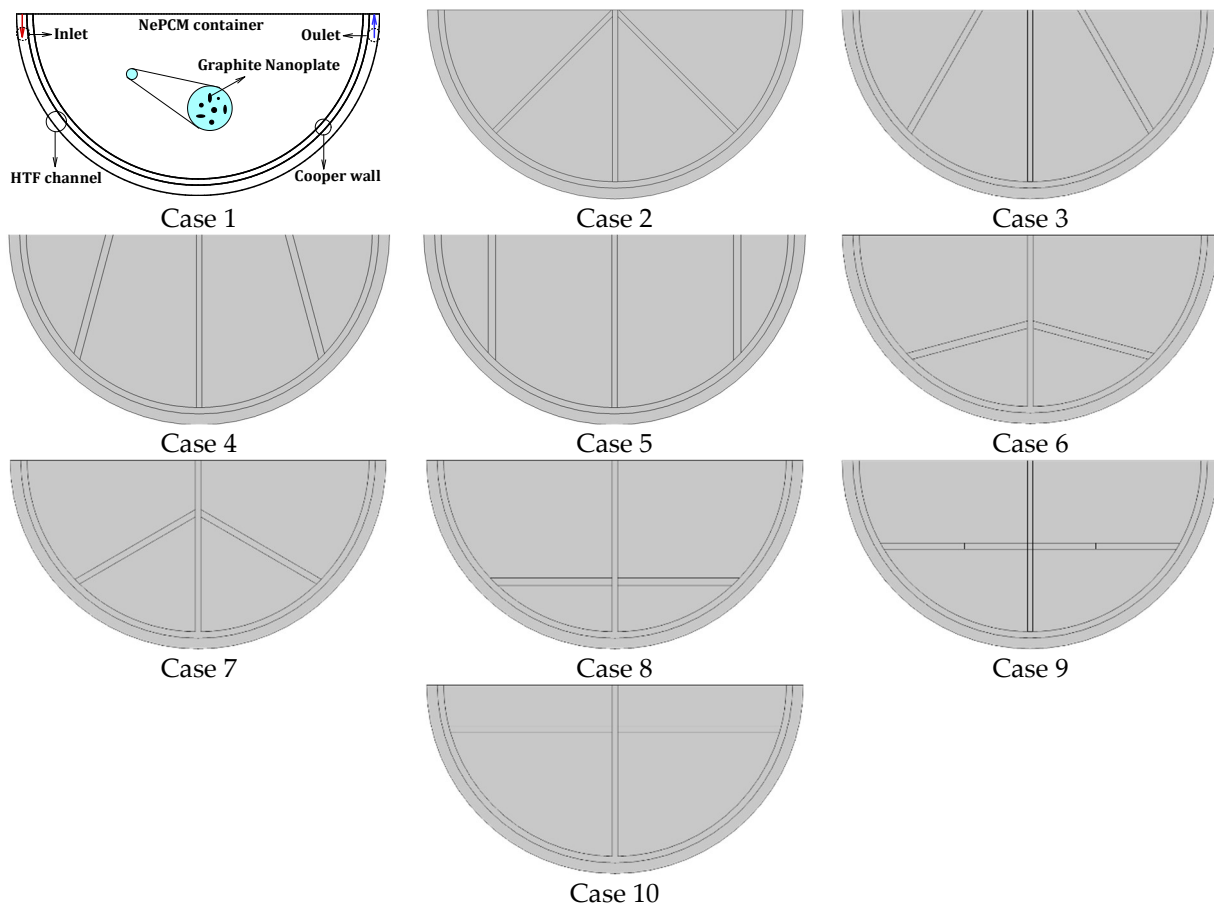 NePCM container
Inlet
Oulet
Graphite Nanoplate
HTF channel
Cooper wall
Case 1
Case 2
Case 3
Case 4
Case 5
Case 6
Case 7
Case 8
Case 9
Case 10